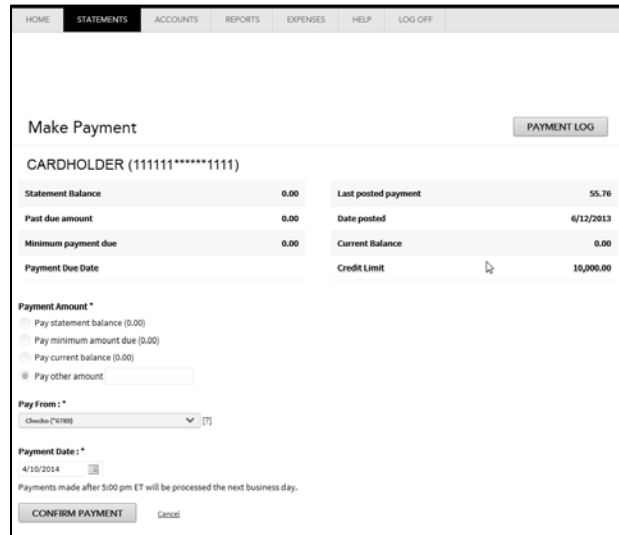 HOME STATEMENTS ACCOUNTS REPORTS EXPENSES HELP LOG OFF
Make Payment PAYMENT LOG
CARDHOLDER (111111******1111)
Statement Balance 0.00 Last posted payment 55.76
Past due amount 0.00 Date posted 6/12/2013
Minimum payment due 0.00 Current Balance 0.00
Payment Due Date Credit Limit 10,000.00
Payment Amount *
Pay statement balance (0.00)
Pay minimum amount due (0.00)
Pay current balance (0.00)
Pay other amount
Pay From : *
(*6789) [?]
Payment Date : *
4/10/2014
Payments made after 5:00 pm ET will be processed the next business day.
CONFIRM PAYMENT Cancel